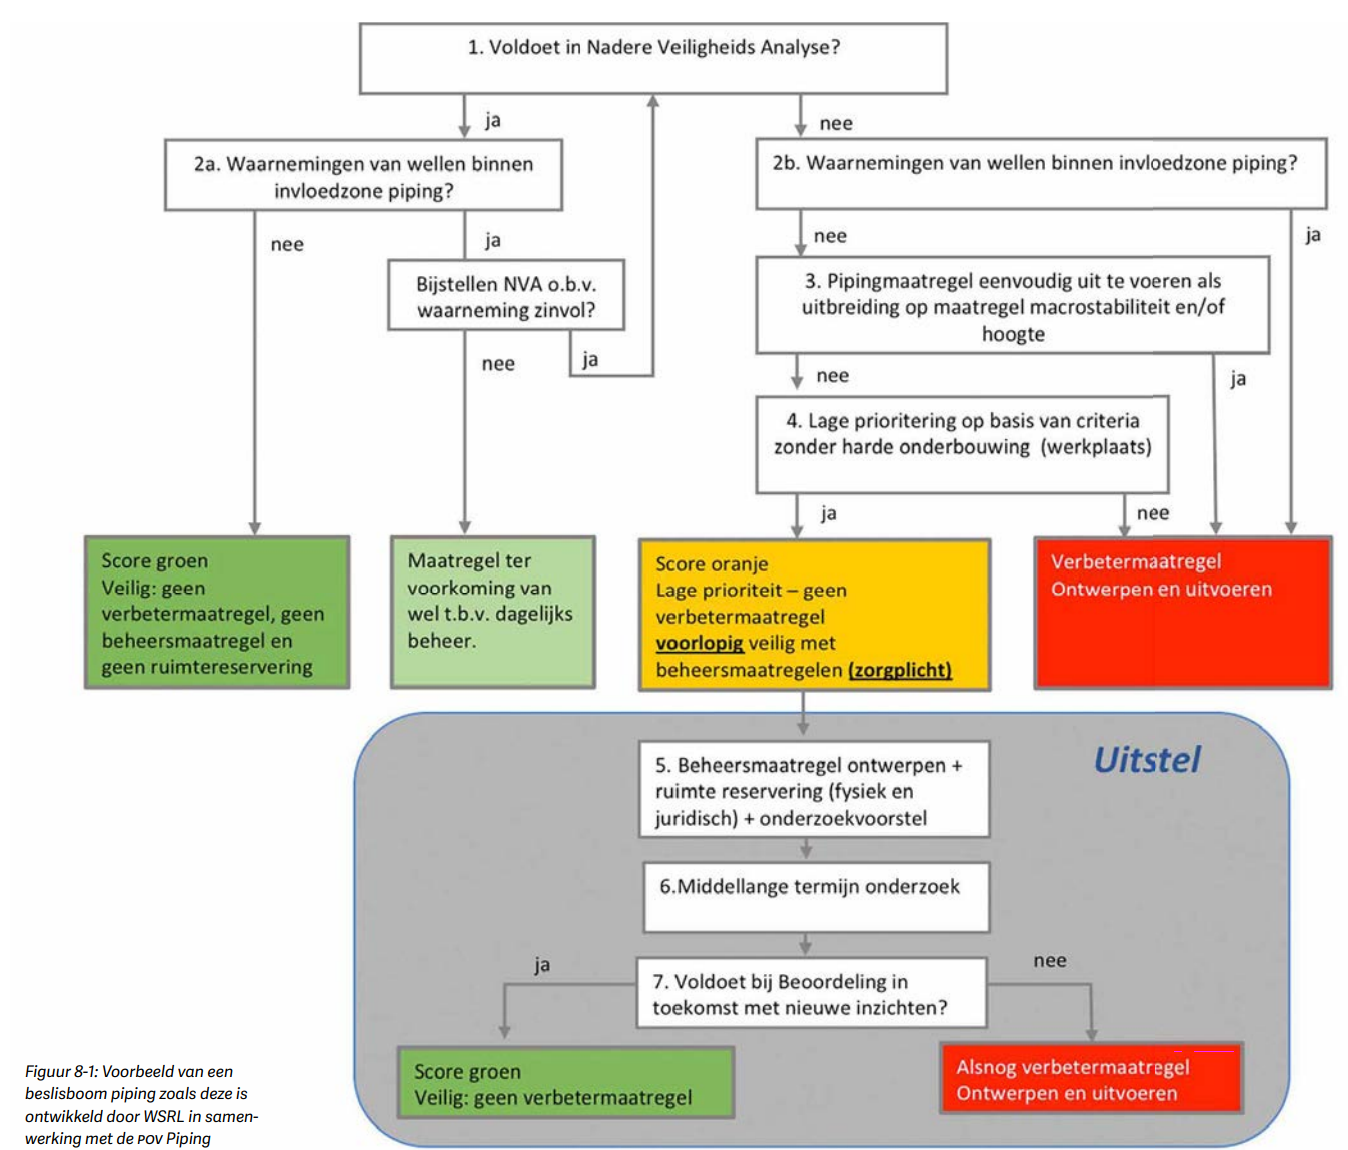 1. Voldoet in Nadere Veiligheids Analyse?
ja
nee
2a. Waarnemingen van wellen binnen
invloedzone piping?
2b. Waarnemingen van wellen binnen invloedzone piping?
nee
ja
nee
ja
Bijstellen NVA o.b.v.
waarneming zinvol?
3. Pipingmaatregel eenvoudig uit te voeren als
uitbreiding op maatregel macrostabiliteit en/of
hoogte
nee
ja
nee
ja
4. Lage prioritering op basis van criteria
zonder harde onderbouwing (werkplaats)
ja
nee
Score groen
Veilig: geen
verbetermaatregel, geen
beheersmaatregel en
geen ruimtereservering
Maatregel ter
voorkoming van
wel t.b.v. dagelijks
beheer.
Score oranje
Lage prioriteit – geen
verbetermaatregel
voorlopig veilig met
beheersmaatregelen (zorgplicht)
Verbetermaatregel
Ontwerpen en uitvoeren
Uitstel
5. Beheersmaatregel ontwerpen +
ruimte reservering (fysiek en
juridisch) + onderzoekvoorstel
6.Middellange termijn onderzoek
ja
nee
7. Voldoet bij Beoordeling in
toekomst met nieuwe inzichten?
Score groen
Veilig: geen verbetermaatregel
Alsnog verbetermaatregel
Ontwerpen en uitvoeren
Figuur 8-1: Voorbeeld van een
beslisboom piping zoals deze is
ontwikkeld door WSRL in samen-
werking met de POV Piping